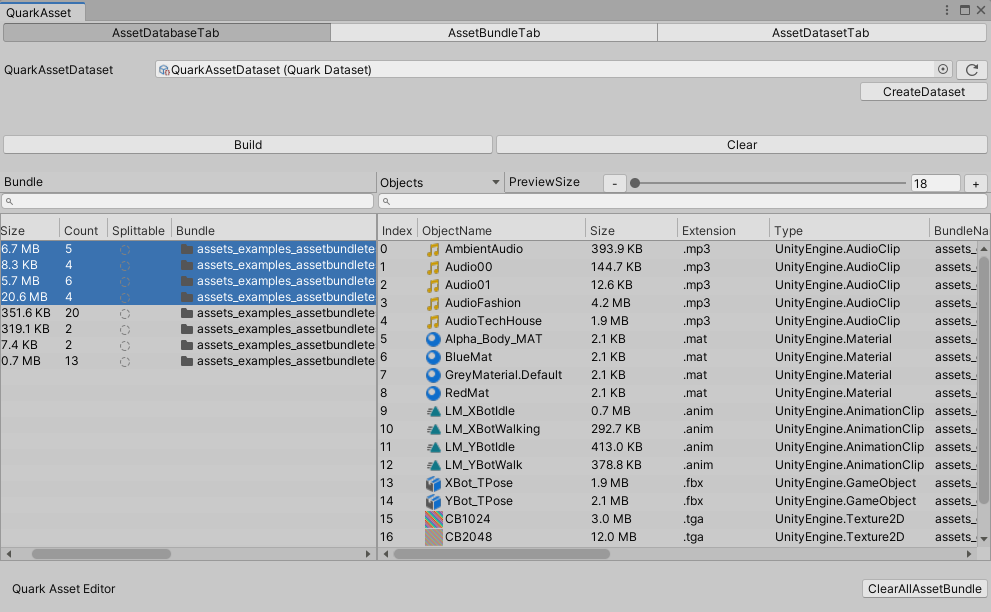 QuarkAsset
AssetDatabaseTab AssetBundleTab AssetDatasetTab
QuarkAssetDataset QuarkAssetDataset (Quark Dataset)
CreateDataset
Build Clear
Bundle Objects PreviewSize - 18 +
Size Count Splittable Bundle
6.7 MB 5 assets_examples_assetbundlete
8.3 KB 4 assets_examples_assetbundlete
5.7 MB 6 assets_examples_assetbundlete
20.6 MB 4 assets_examples_assetbundlete
351.6 KB 20 assets_examples_assetbundlete
319.1 KB 2 assets_examples_assetbundlete
7.4 KB 2 assets_examples_assetbundlete
0.7 MB 13 assets_examples_assetbundlete
Index ObjectName Size Extension Type BundleNa
0 AmbientAudio 393.9 KB .mp3 UnityEngine.AudioClip assets_
1 Audio00 144.7 KB .mp3 UnityEngine.AudioClip assets_
2 Audio01 12.6 KB .mp3 UnityEngine.AudioClip assets_
3 AudioFashion 4.2 MB .mp3 UnityEngine.AudioClip assets_
4 AudioTechHouse 1.9 MB .mp3 UnityEngine.AudioClip assets_
5 Alpha_Body_MAT 2.1 KB .mat UnityEngine.Material assets_
6 BlueMat 2.1 KB .mat UnityEngine.Material assets_
7 GreyMaterial.Default 2.1 KB .mat UnityEngine.Material assets_
8 RedMat 2.1 KB .mat UnityEngine.Material assets_
9 LM_XBotIdle 0.7 MB .anim UnityEngine.AnimationClip assets_
10 LM_XBotWalking 292.7 KB .anim UnityEngine.AnimationClip assets_
11 LM_YBotIdle 413.0 KB .anim UnityEngine.AnimationClip assets_
12 LM_YBotWalk 378.8 KB .anim UnityEngine.AnimationClip assets_
13 XBot_TPose 1.9 MB .fbx UnityEngine.GameObject assets_
14 YBot_TPose 2.1 MB .fbx UnityEngine.GameObject assets_
15 CB1024 3.0 MB .tga UnityEngine.Texture2D assets_
16 CB2048 12.0 MB .tga UnityEngine.Texture2D assets_
Quark Asset Editor ClearAllAssetBundle